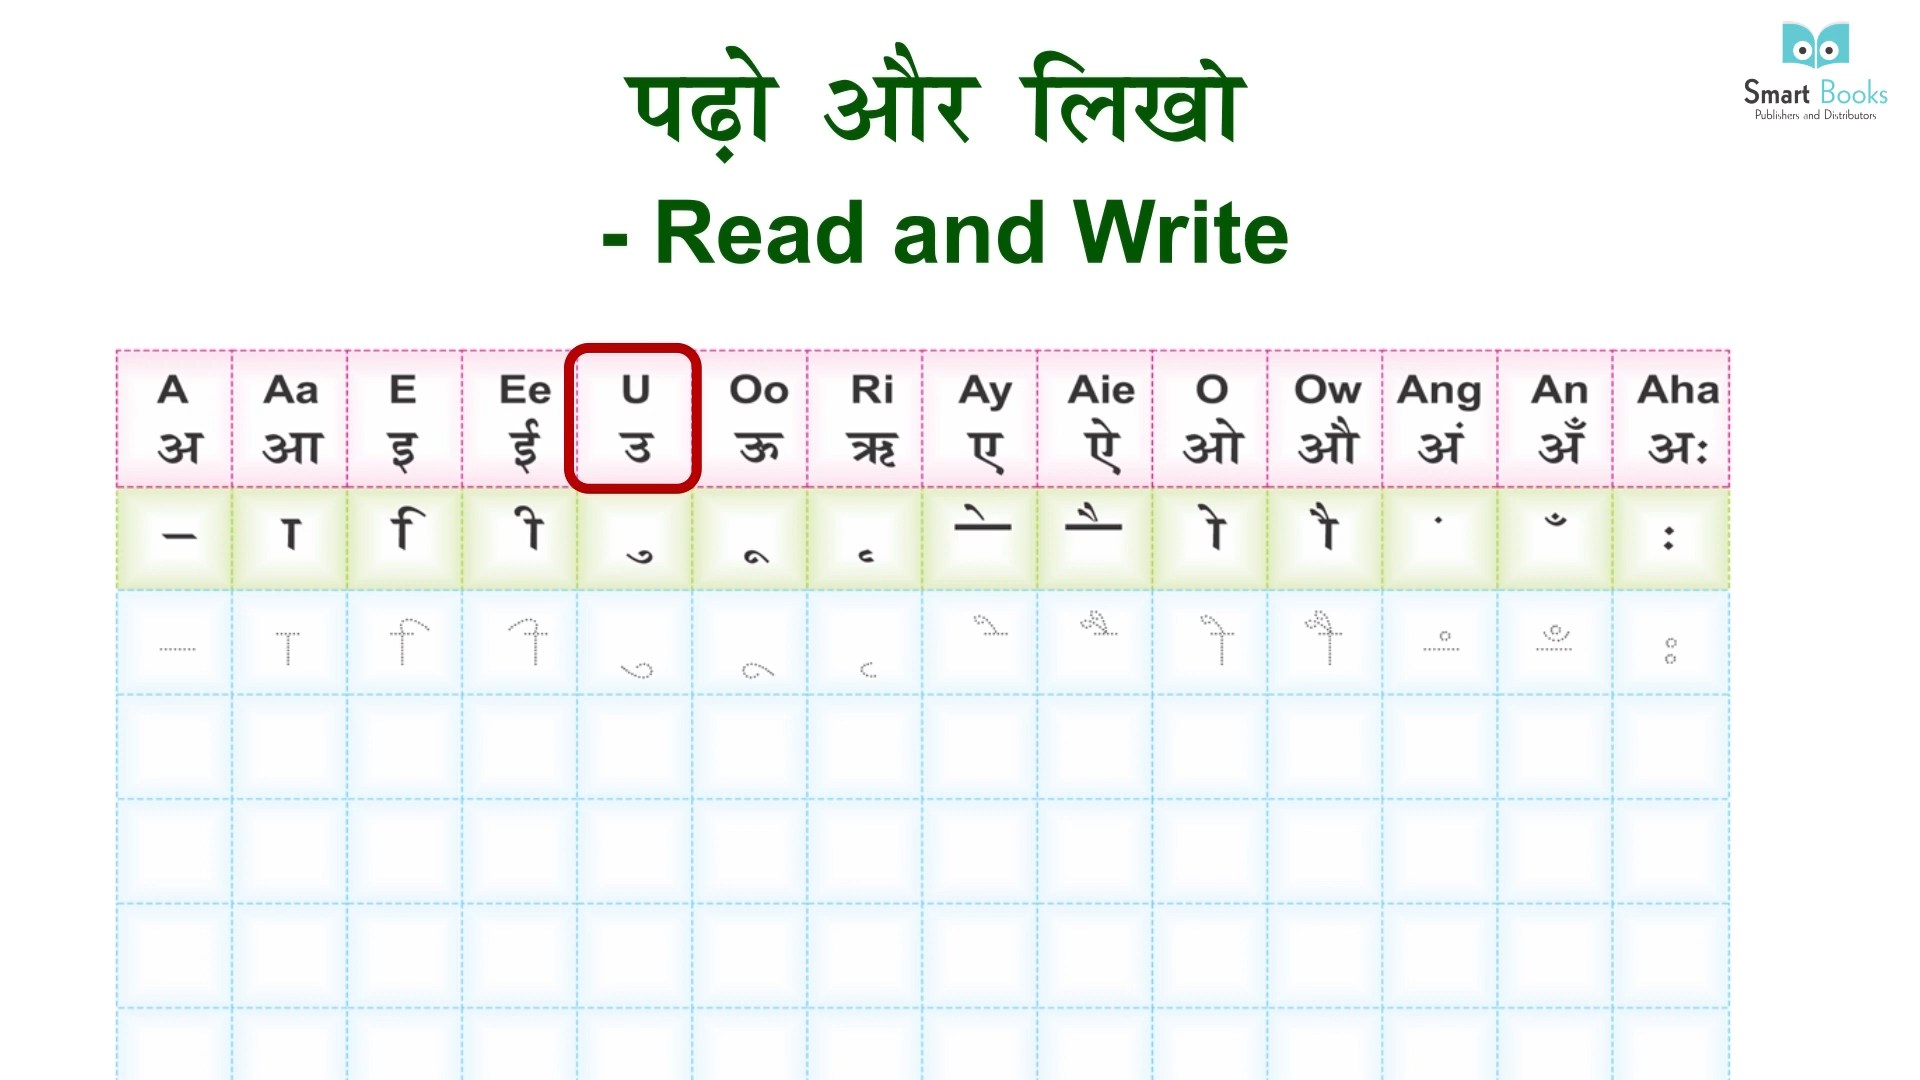 पढ़ो और लिखो
- Read and Write
Smart Books
Publishers and Distributors
A Aa E Ee U Oo Ri Ay Aie O Ow Ang An Aha
अ आ इ ई उ ऊ ऋ ए ऐ ओ औ अं अँ अः
– ा ि ी ु ू ृ े ै ो ौ ं ँ ः
– ा ि ी ु ू ृ े ै ो ौ ं ँ ः